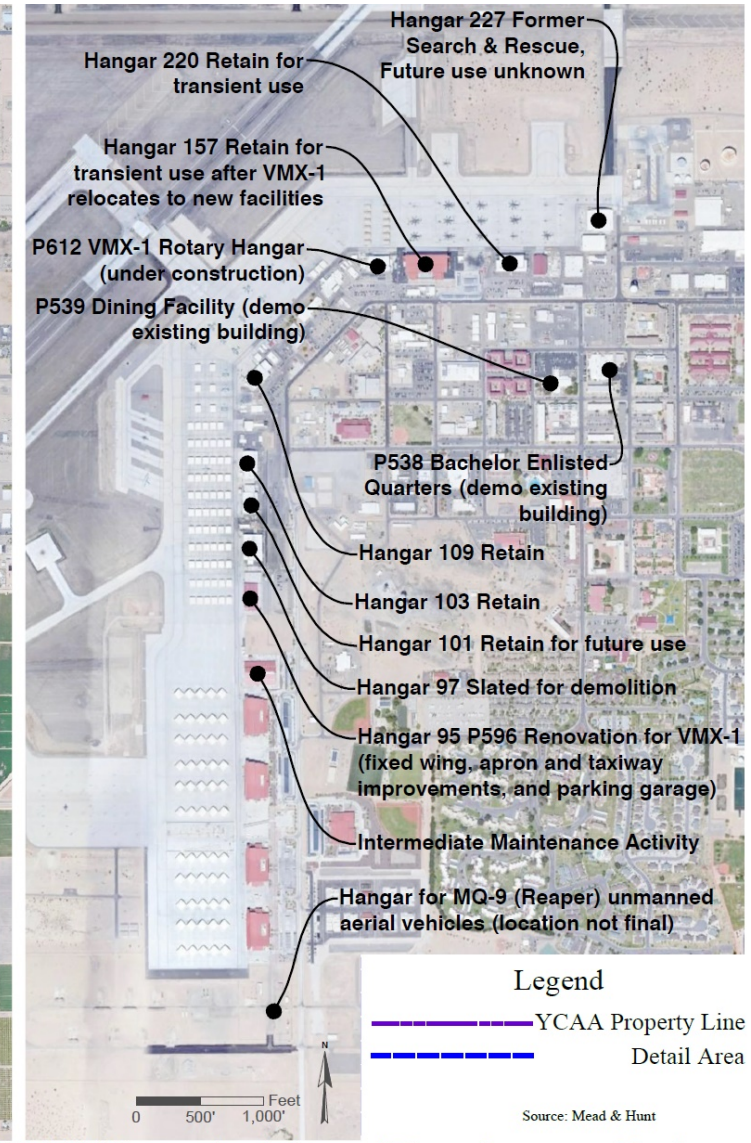 Hangar 227 Former
Search & Rescue,
Future use unknown
Hangar 220 Retain for
transient use
Hangar 157 Retain for
transient use after VMX-1
relocates to new facilities
P612 VMX-1 Rotary Hangar
(under construction)
P539 Dining Facility (demo
existing building)
P538 Bachelor Enlisted
Quarters (demo existing
building)
Hangar 109 Retain
Hangar 103 Retain
Hangar 101 Retain for future use
Hangar 97 Slated for demolition
Hangar 95 P596 Renovation for VMX-1
(fixed wing, apron and taxiway
improvements, and parking garage)
Intermediate Maintenance Activity
Hangar for MQ-9 (Reaper) unmanned
aerial vehicles (location not final)
Legend
YCAA Property Line
Detail Area
N
Feet
0 500' 1,000'
Source: Mead & Hunt